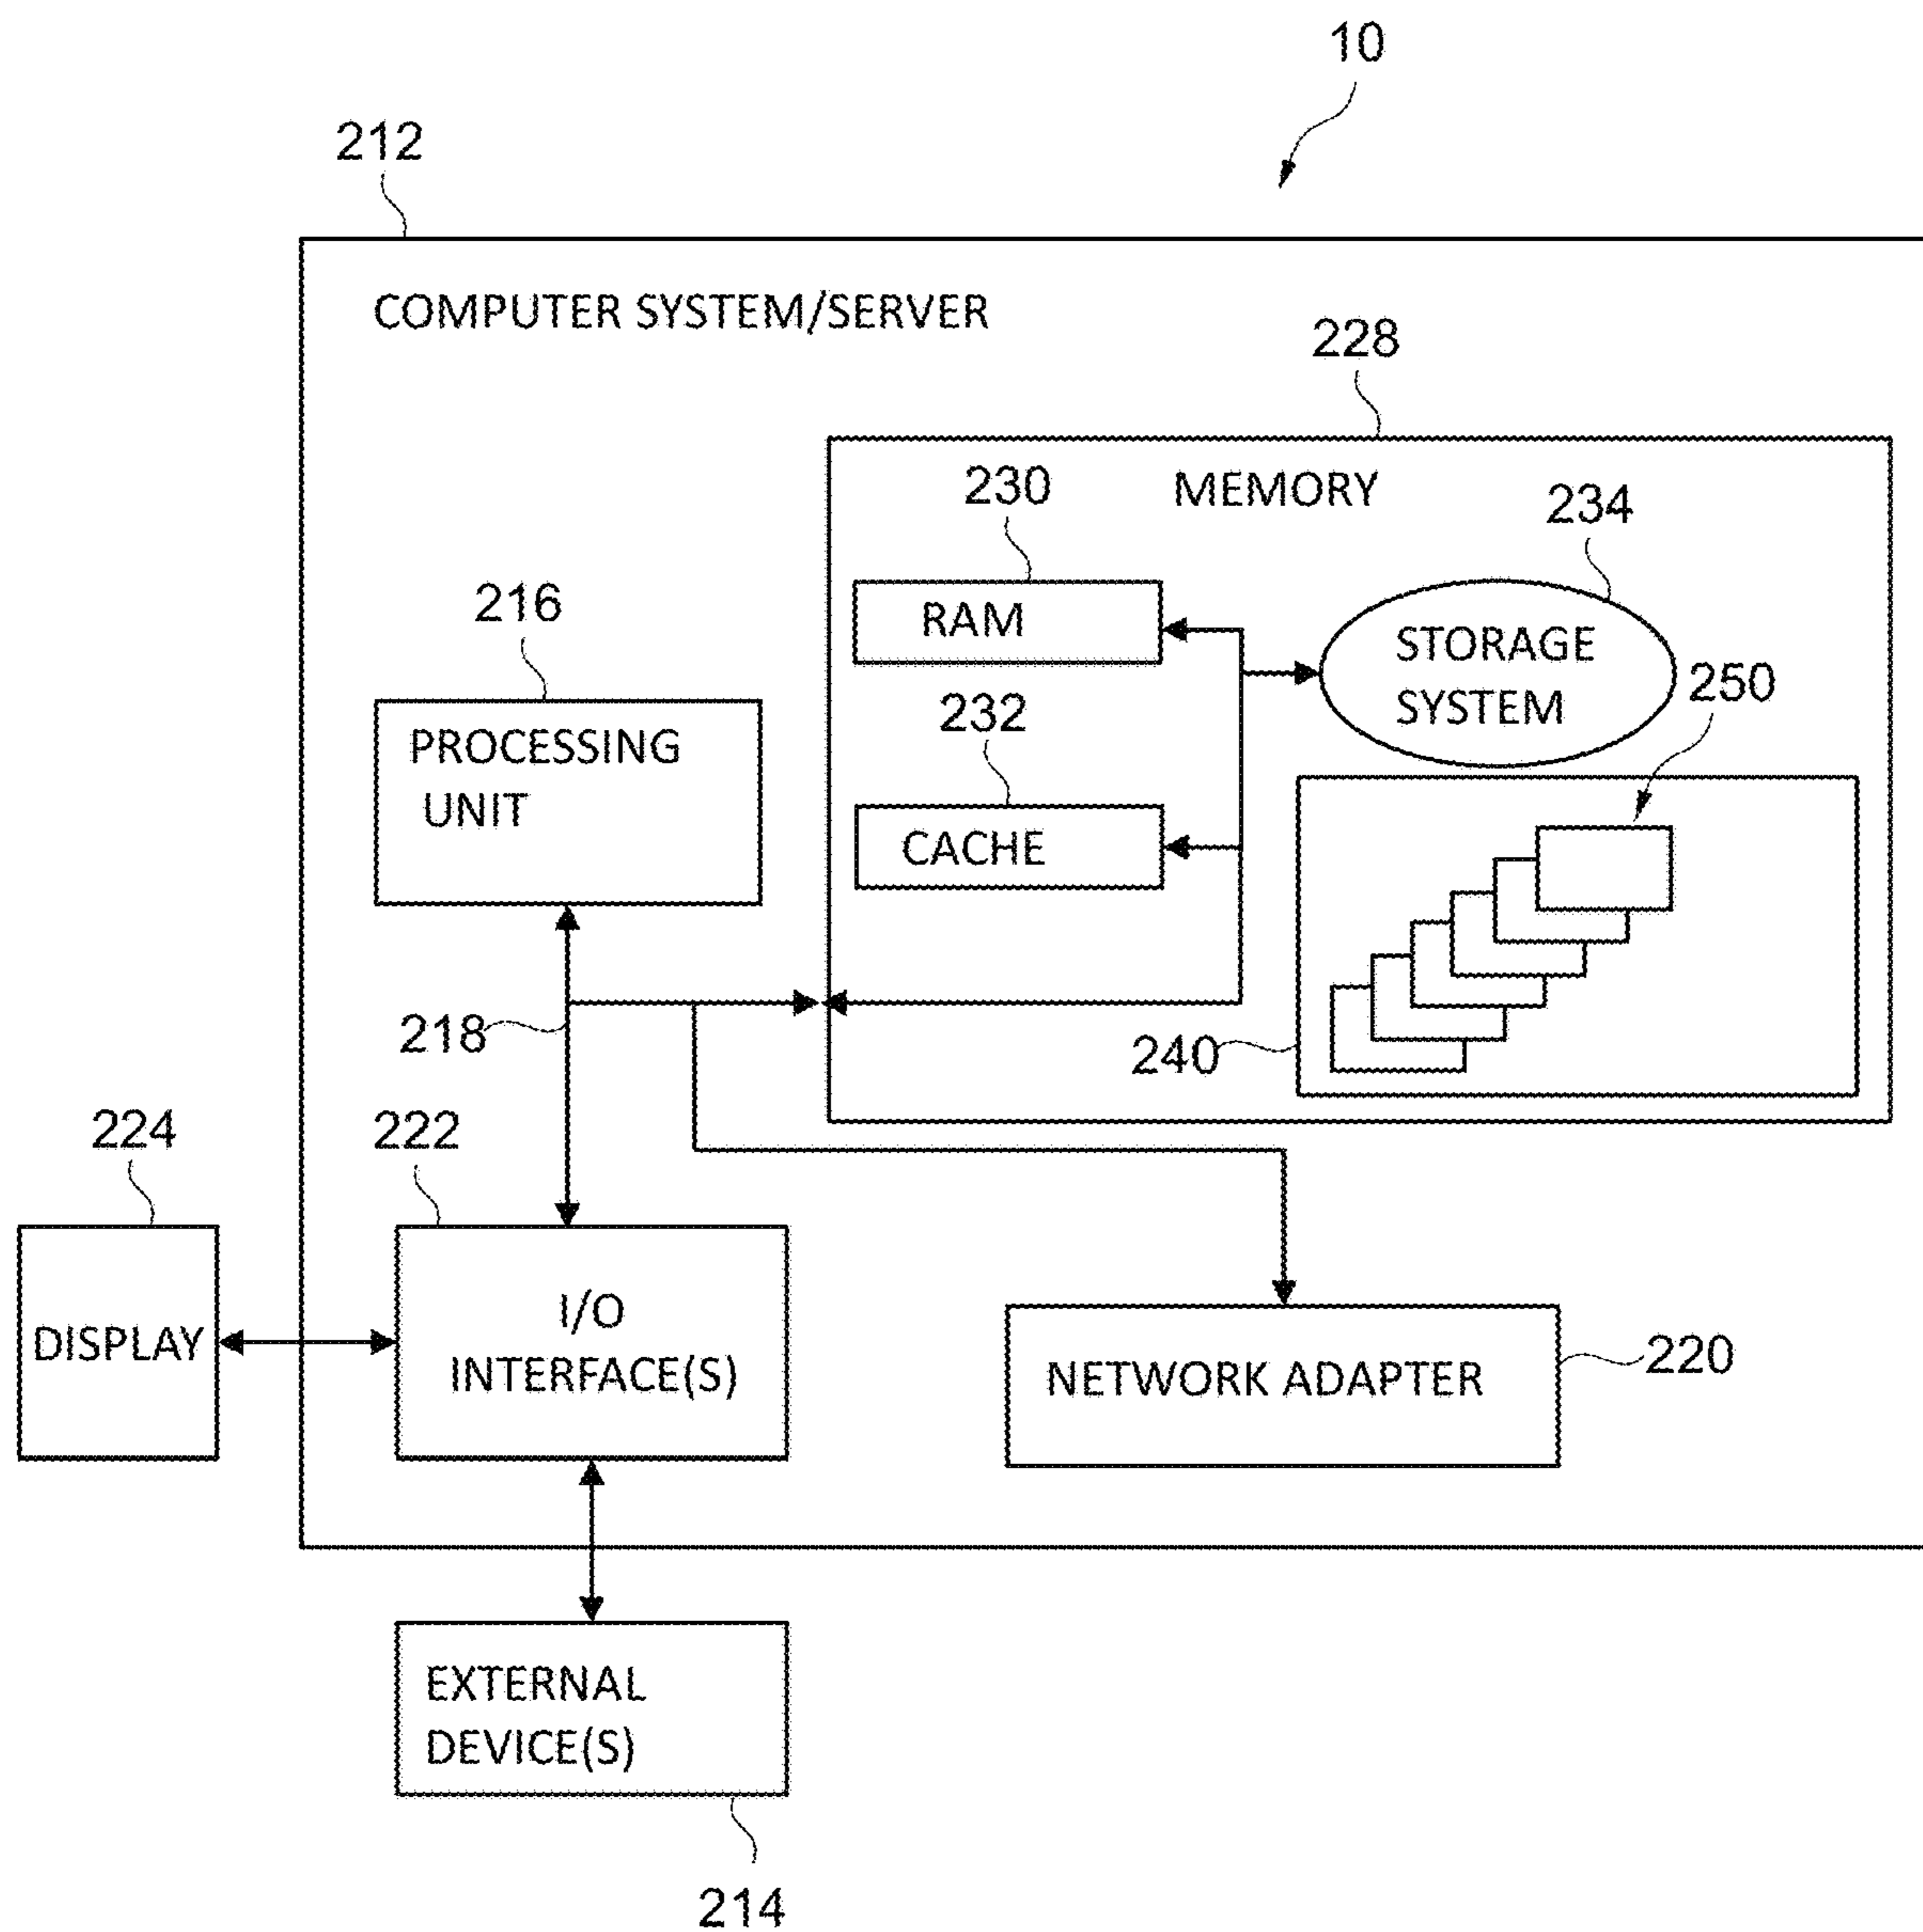 10
212
COMPUTER SYSTEM/SERVER
228
MEMORY
230
234
RAM
STORAGE
SYSTEM
216
250
PROCESSING
UNIT
232
CACHE
218
240
224
222
DISPLAY
I/O
INTERFACE(S)
NETWORK ADAPTER
220
EXTERNAL
DEVICE(S)
214